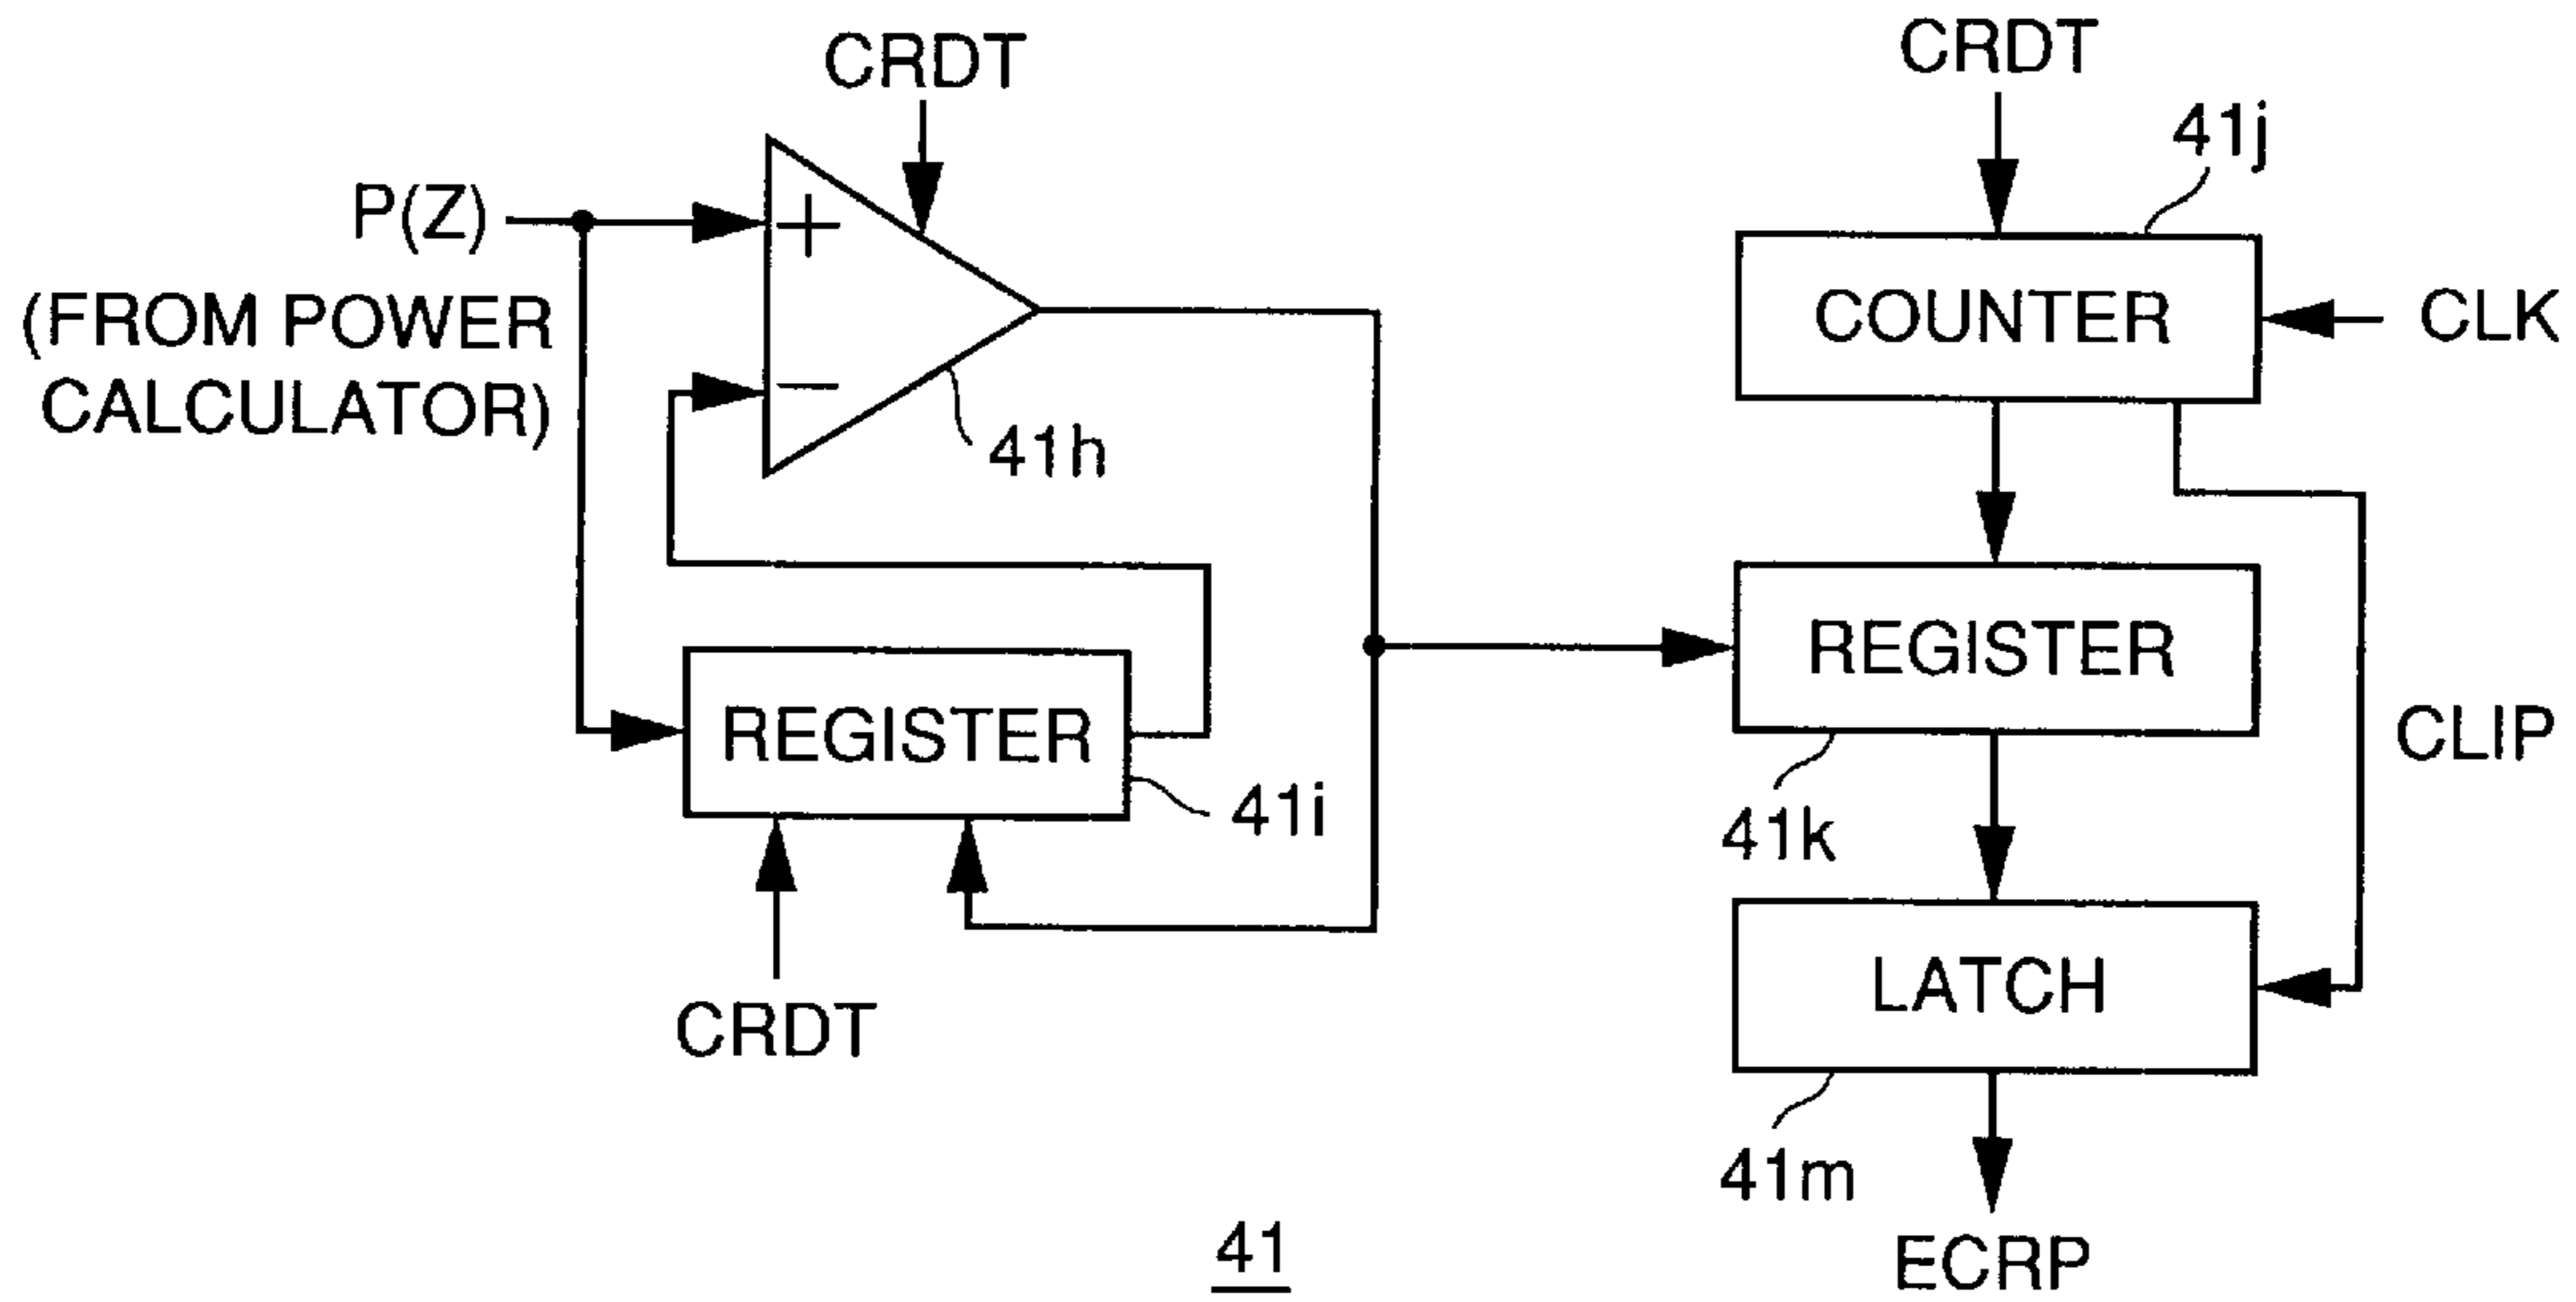 CRDT
CRDT
41j
P(Z)
+
COUNTER
CLK
(FROM POWER
CALCULATOR)
−
41h
REGISTER
REGISTER
CLIP
41i
41k
LATCH
CRDT
41m
41
ECRP